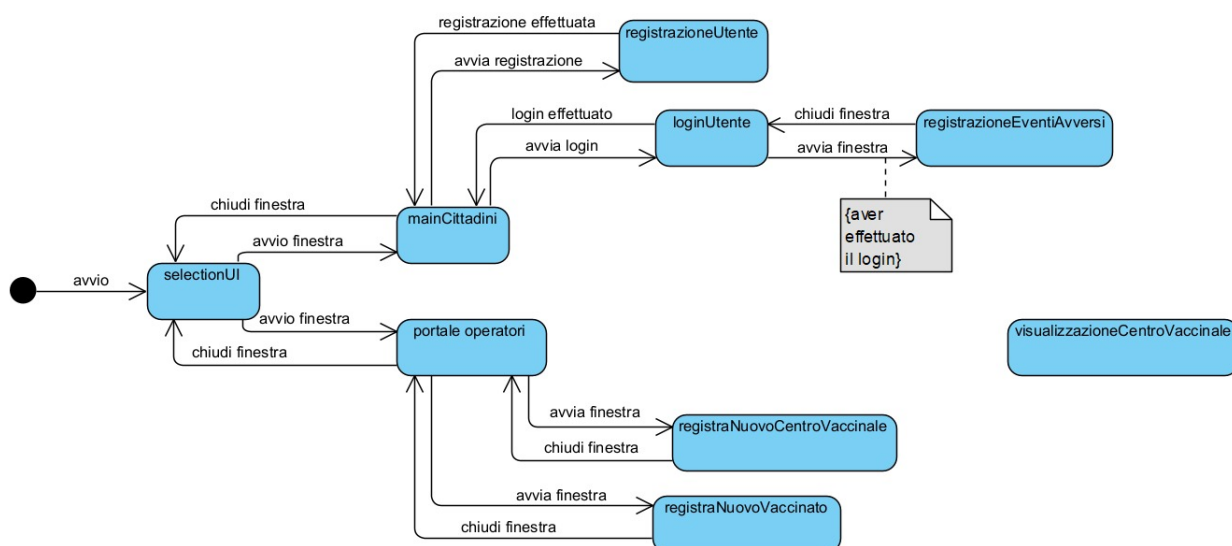 registrazione effettuata
registrazioneUtente
avvia registrazione
login effettuato
loginUtente
chiudi finestra
registrazioneEventiAvversi
avvia login
avvia finestra
{aver
effettuato
il login}
chiudi finestra
mainCittadini
avvio finestra
selectionUI
avvio
avvio finestra
portale operatori
visualizzazioneCentroVaccinale
chiudi finestra
avvia finestra
registraNuovoCentroVaccinale
chiudi finestra
avvia finestra
registraNuovoVaccinato
chiudi finestra